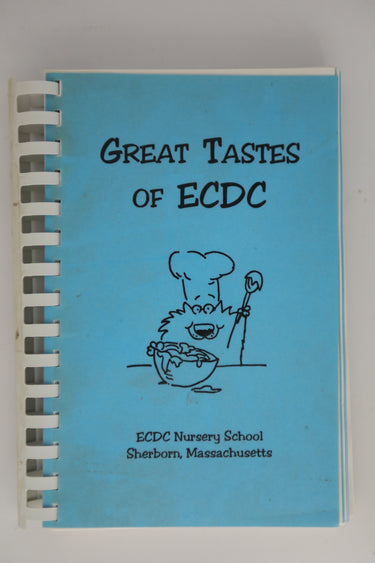 GREAT TASTES
OF ECDC
ECDC Nursery School
Sherborn, Massachusetts